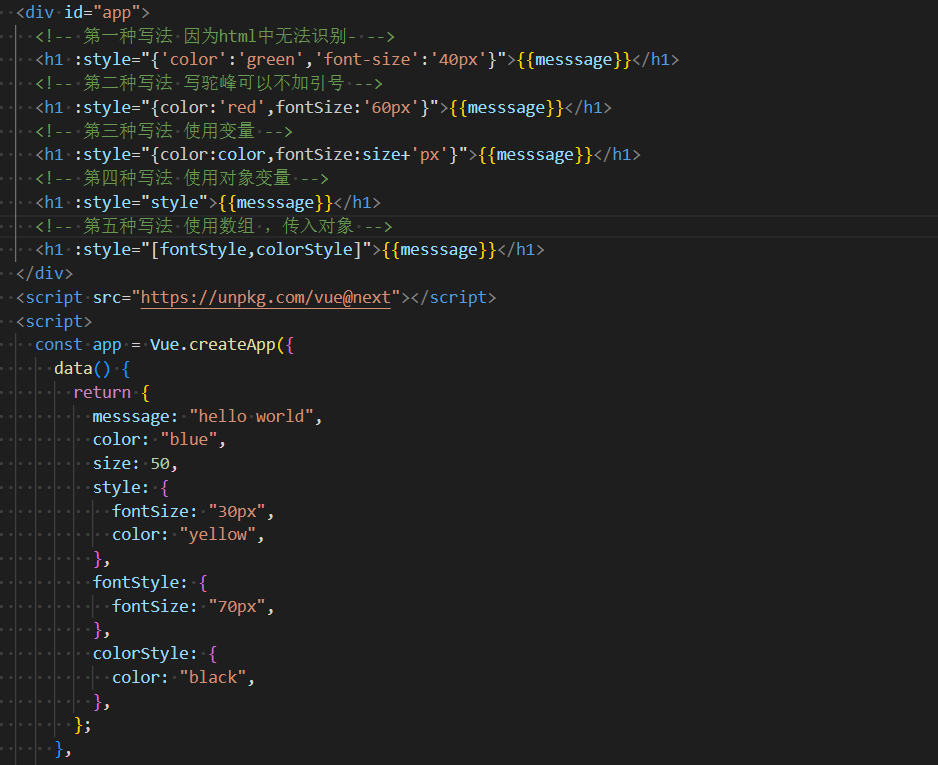 <div id="app">
<!-- 第一种写法 因为html中无法识别- -->
<h1 :style="{'color':'green','font-size':'40px'}">{{messsage}}</h1>
<!-- 第二种写法 写驼峰可以不加引号 -->
<h1 :style="{color:'red',fontSize:'60px'}">{{messsage}}</h1>
<!-- 第三种写法 使用变量 -->
<h1 :style="{color:color,fontSize:size+'px'}">{{messsage}}</h1>
<!-- 第四种写法 使用对象变量 -->
<h1 :style="style">{{messsage}}</h1>
<!-- 第五种写法 使用数组 ，传入对象 -->
<h1 :style="[fontStyle,colorStyle]">{{messsage}}</h1>
</div>
<script src="https://unpkg.com/vue@next"></script>
<script>
const app = Vue.createApp({
data() {
return {
messsage: "hello world",
color: "blue",
size: 50,
style: {
fontSize: "30px",
color: "yellow",
},
fontStyle: {
fontSize: "70px",
},
colorStyle: {
color: "black",
},
};
},